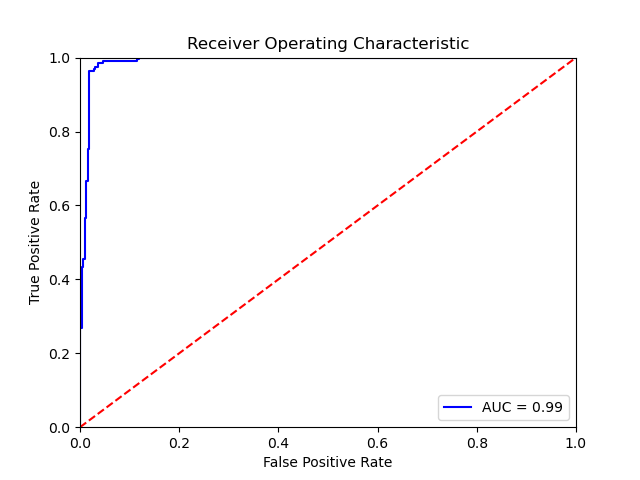 Receiver Operating Characteristic
1.0
0.8
0.6
0.4
0.2
0.0
True Positive Rate
AUC = 0.99
0.0 0.2 0.4 0.6 0.8 1.0
False Positive Rate